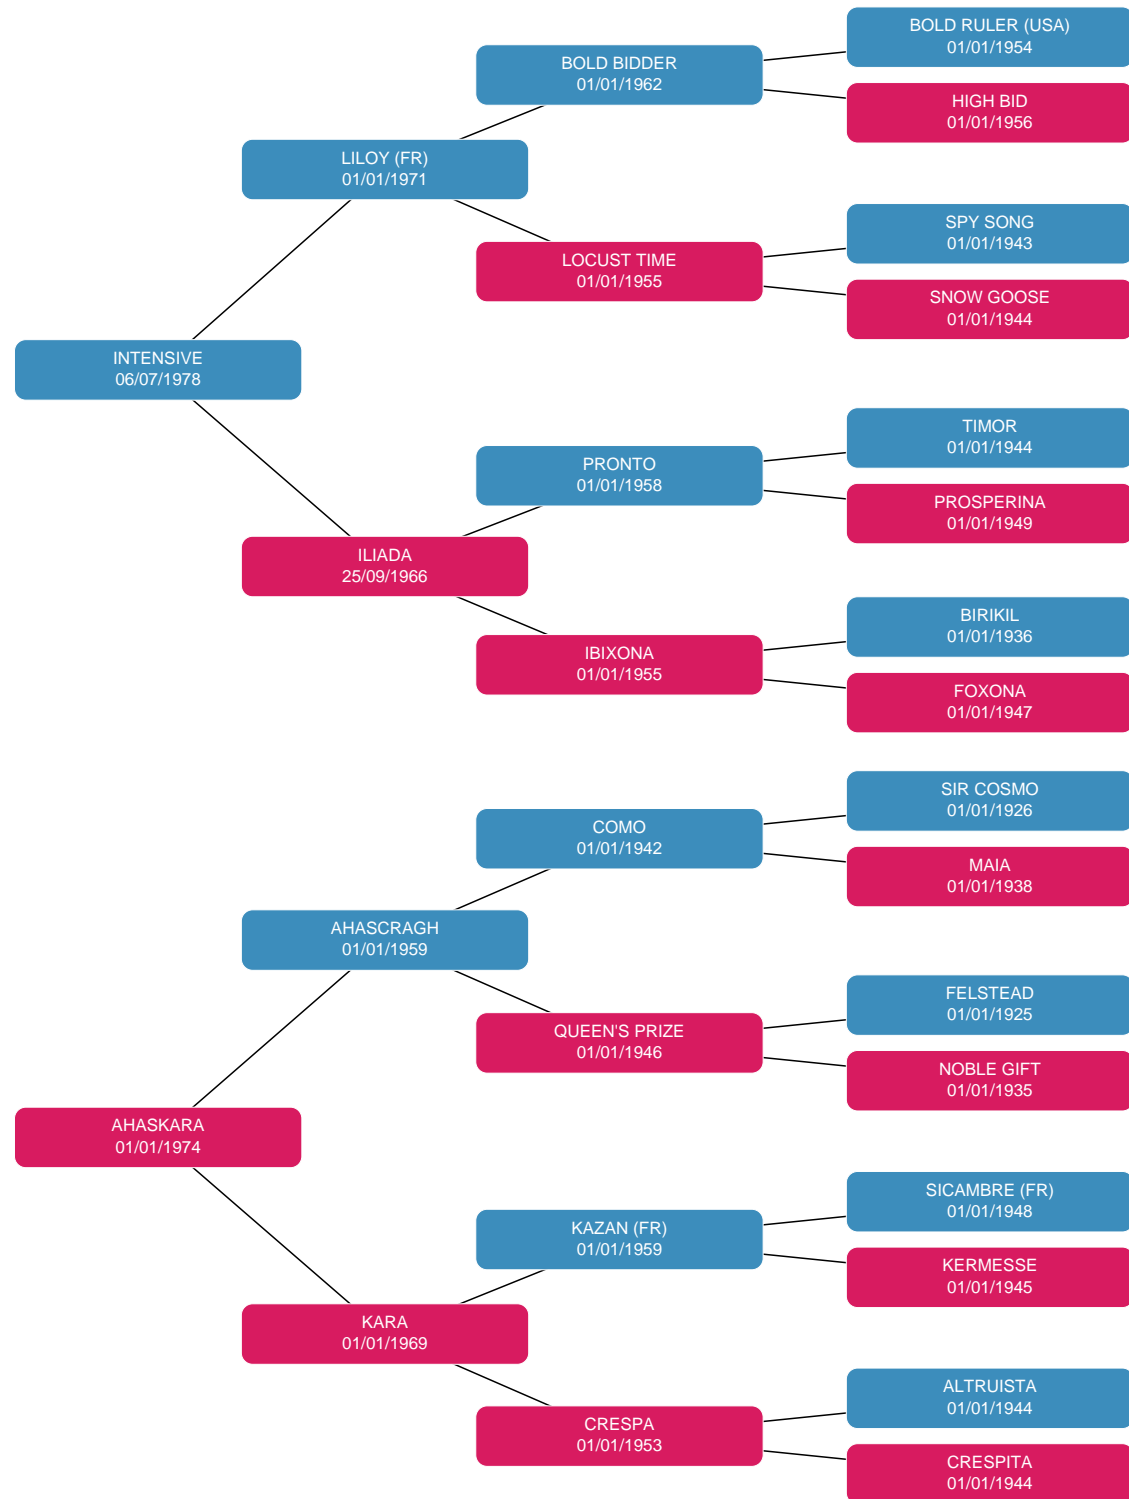 BOLD RULER (USA)
01/01/1954
BOLD BIDDER
01/01/1962
HIGH BID
01/01/1956
LILOY (FR)
01/01/1971
SPY SONG
01/01/1943
LOCUST TIME
01/01/1955
SNOW GOOSE
01/01/1944
INTENSIVE
06/07/1978
TIMOR
01/01/1944
PRONTO
01/01/1958
PROSPERINA
01/01/1949
ILIADA
25/09/1966
BIRIKIL
01/01/1936
IBIXONA
01/01/1955
FOXONA
01/01/1947
SIR COSMO
01/01/1926
COMO
01/01/1942
MAIA
01/01/1938
AHASCRAGH
01/01/1959
FELSTEAD
01/01/1925
QUEEN'S PRIZE
01/01/1946
NOBLE GIFT
01/01/1935
AHASKARA
01/01/1974
SICAMBRE (FR)
01/01/1948
KAZAN (FR)
01/01/1959
KERMESSE
01/01/1945
KARA
01/01/1969
ALTRUISTA
01/01/1944
CRESPA
01/01/1953
CRESPITA
01/01/1944